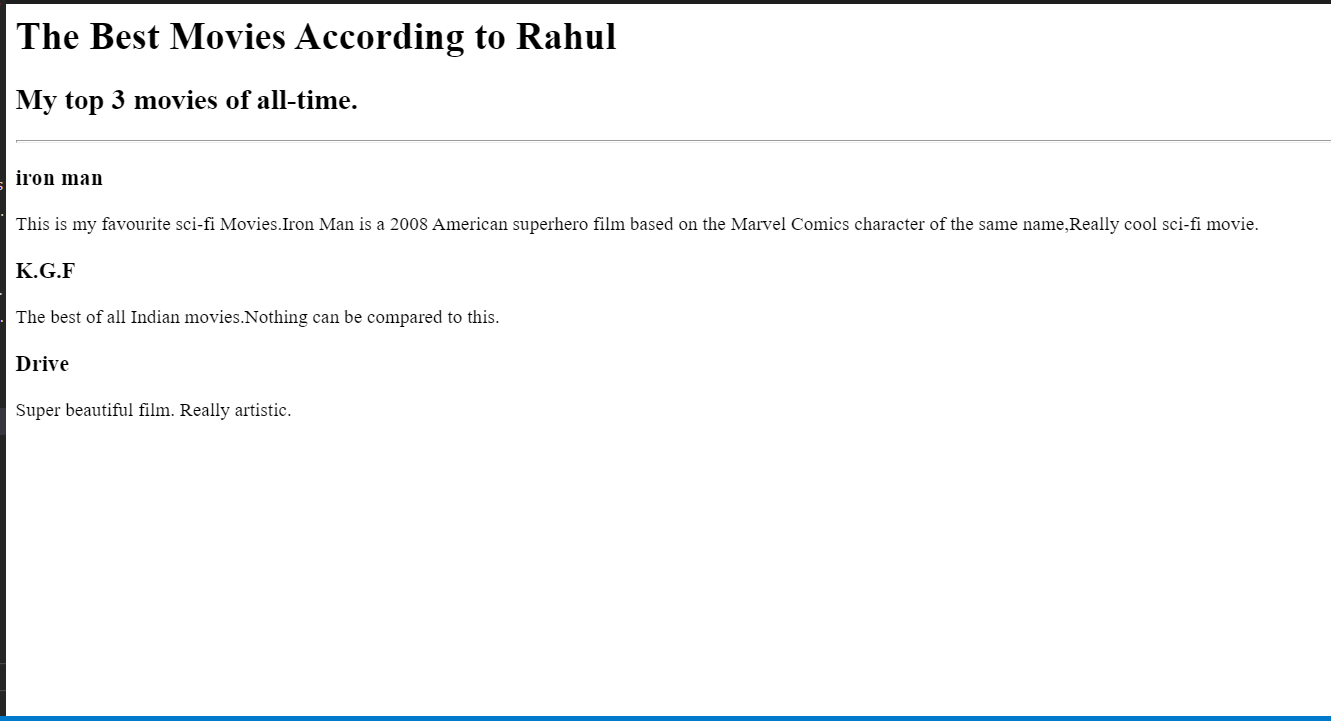 The Best Movies According to Rahul
My top 3 movies of all-time.
iron man
This is my favourite sci-fi Movies.Iron Man is a 2008 American superhero film based on the Marvel Comics character of the same name,Really cool sci-fi movie.
K.G.F
The best of all Indian movies.Nothing can be compared to this.
Drive
Super beautiful film. Really artistic.